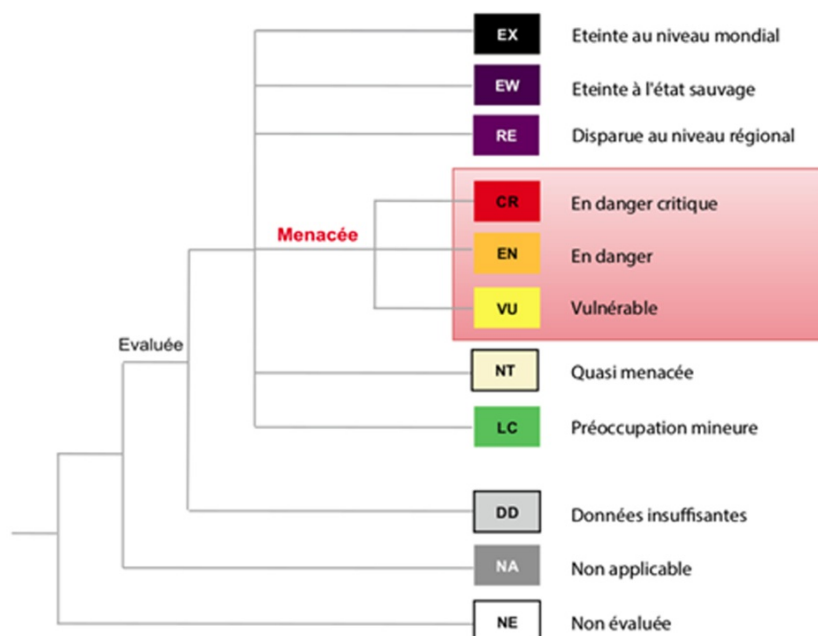 EX Eteinte au niveau mondial
EW Eteinte à l'état sauvage
RE Disparue au niveau régional
CR En danger critique
Menacée
EN En danger
VU Vulnérable
Evaluée
NT Quasi menacée
LC Préoccupation mineure
DD Données insuffisantes
NA Non applicable
NE Non évaluée